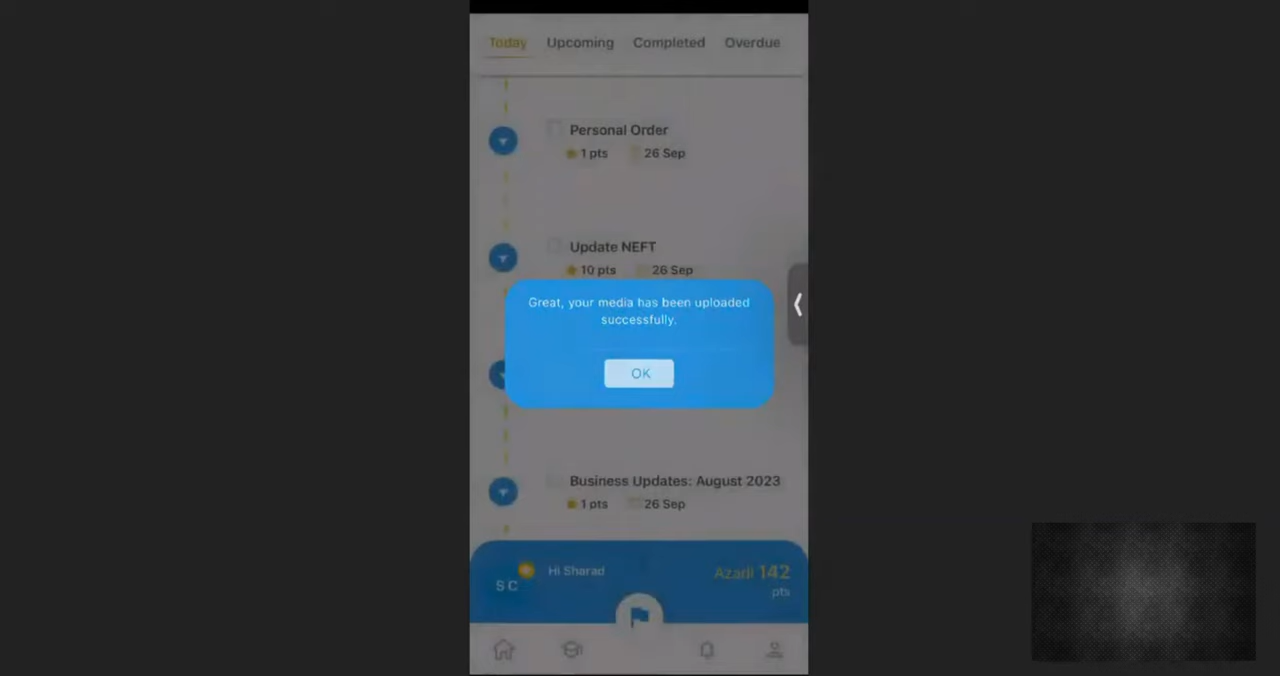 Today Upcoming Completed Overdue
Personal Order
1 pts 26 Sep
Update NEFT
10 pts 26 Sep
Great, your media has been uploaded
successfully.
OK
Business Updates: August 2023
1 pts 26 Sep
S C Hi Sharad Azadi 142
pts